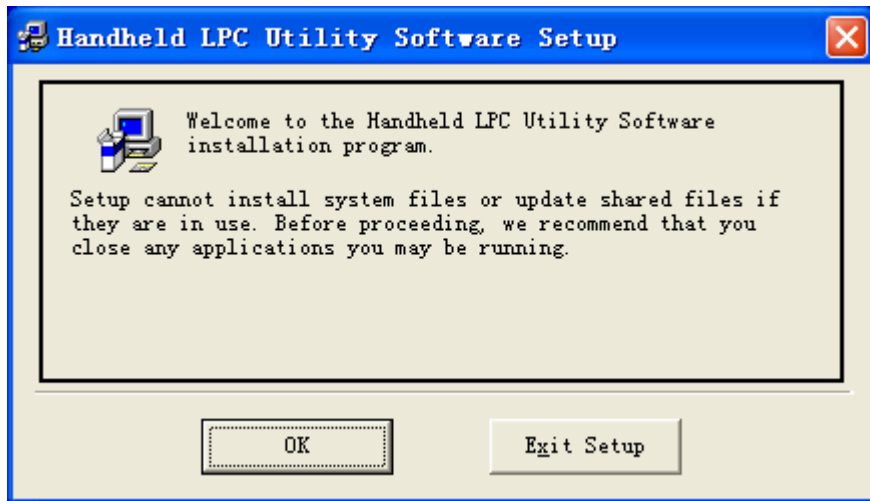 Handheld LPC Utility Software Setup
Welcome to the Handheld LPC Utility Software
installation program.
Setup cannot install system files or update shared files if
they are in use. Before proceeding, we recommend that you
close any applications you may be running.
OK
Exit Setup